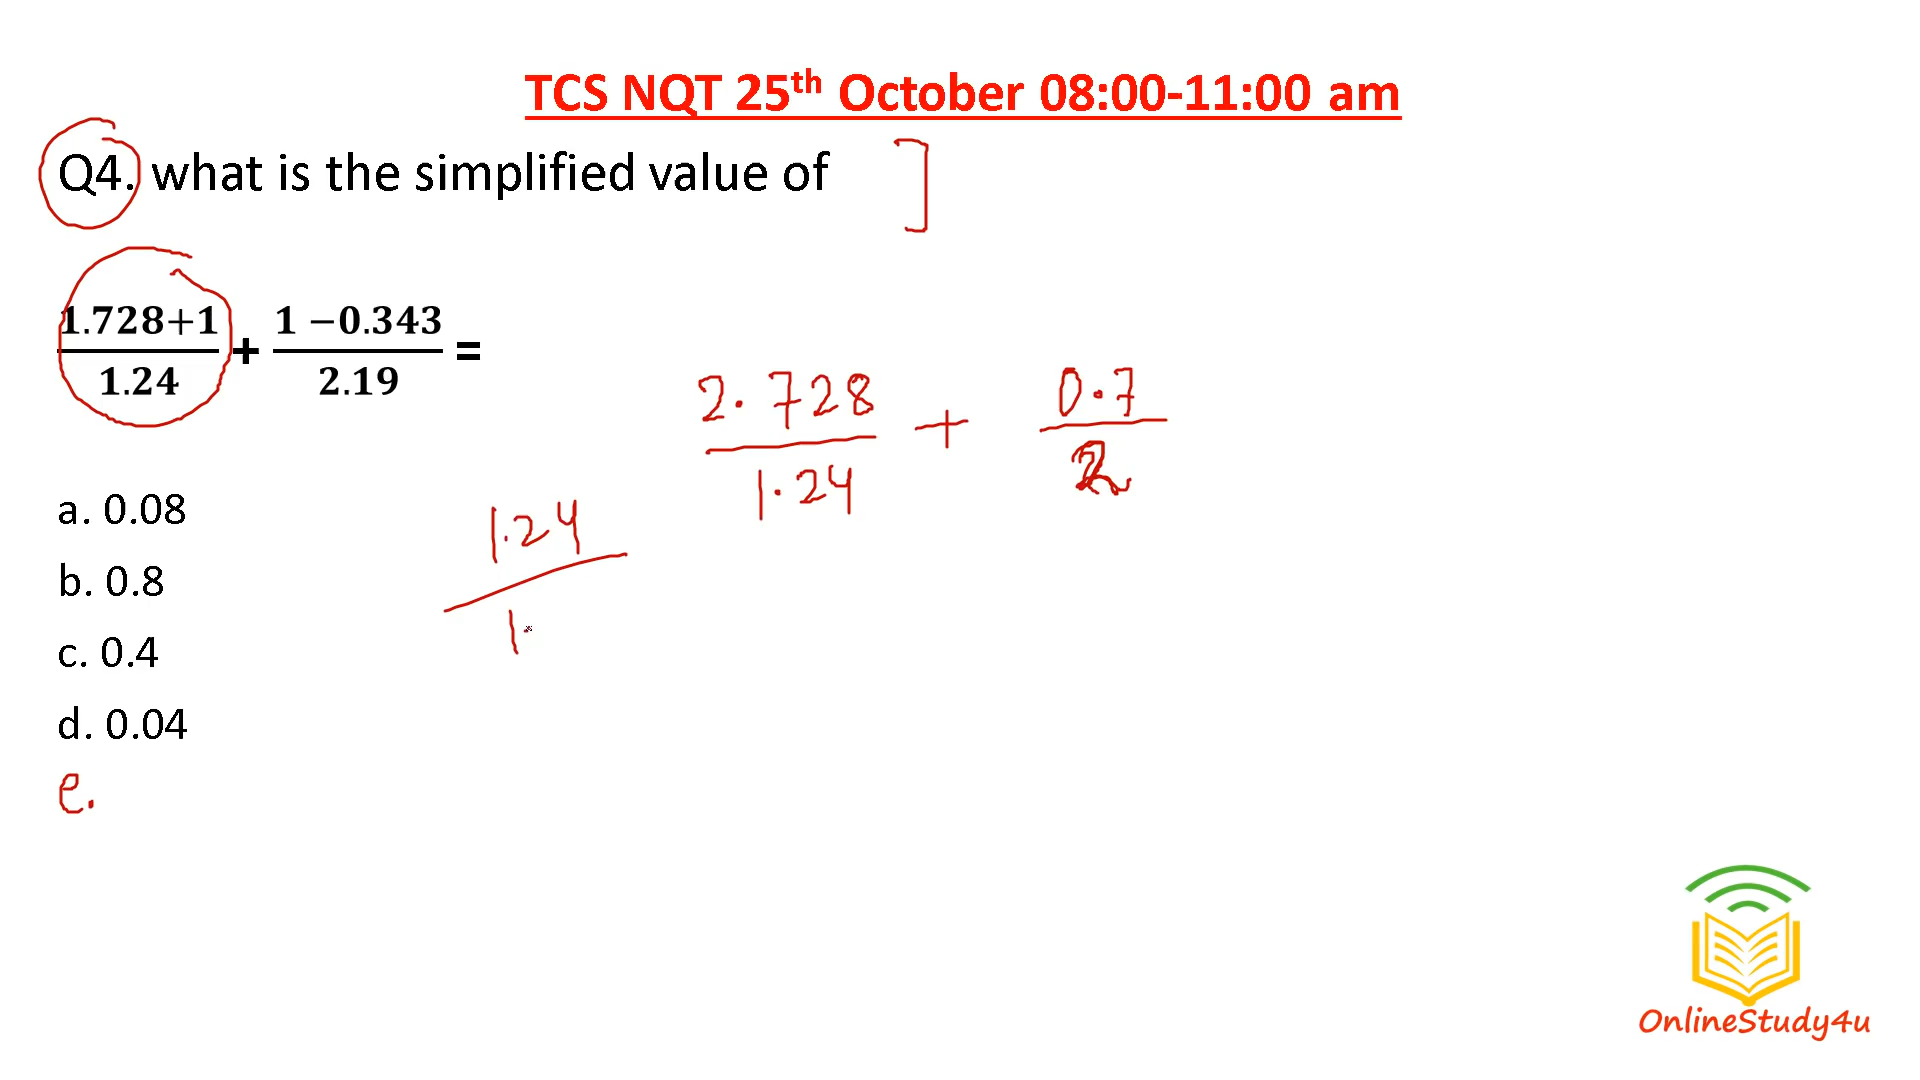 TCS NQT 25th October 08:00-11:00 am
Q4. what is the simplified value of ]
1.728+1
1.24
+
1 −0.343
2.19
=
2.728
1.24
+
0.7
2
1.24
1.
a. 0.08
b. 0.8
c. 0.4
d. 0.04
e.
OnlineStudy4u